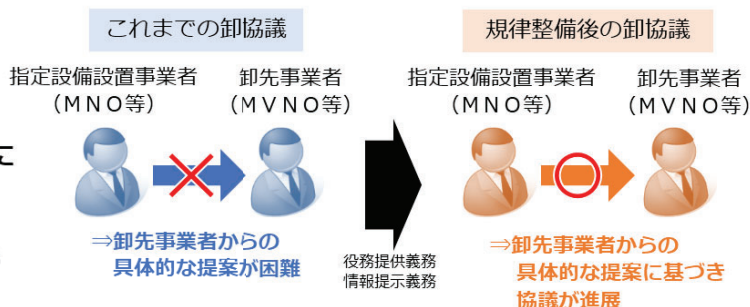 これまでの卸協議
指定設備設置事業者
（ＭＮＯ等）
卸先事業者
（ＭＶＮＯ等）
⇒卸先事業者からの
具体的な提案が困難
に
役務提供義務
情報提示義務
規律整備後の卸協議
指定設備設置事業者
（ＭＮＯ等）
卸先事業者
（ＭＶＮＯ等）
⇒卸先事業者からの
具体的な提案に基づき
協議が進展